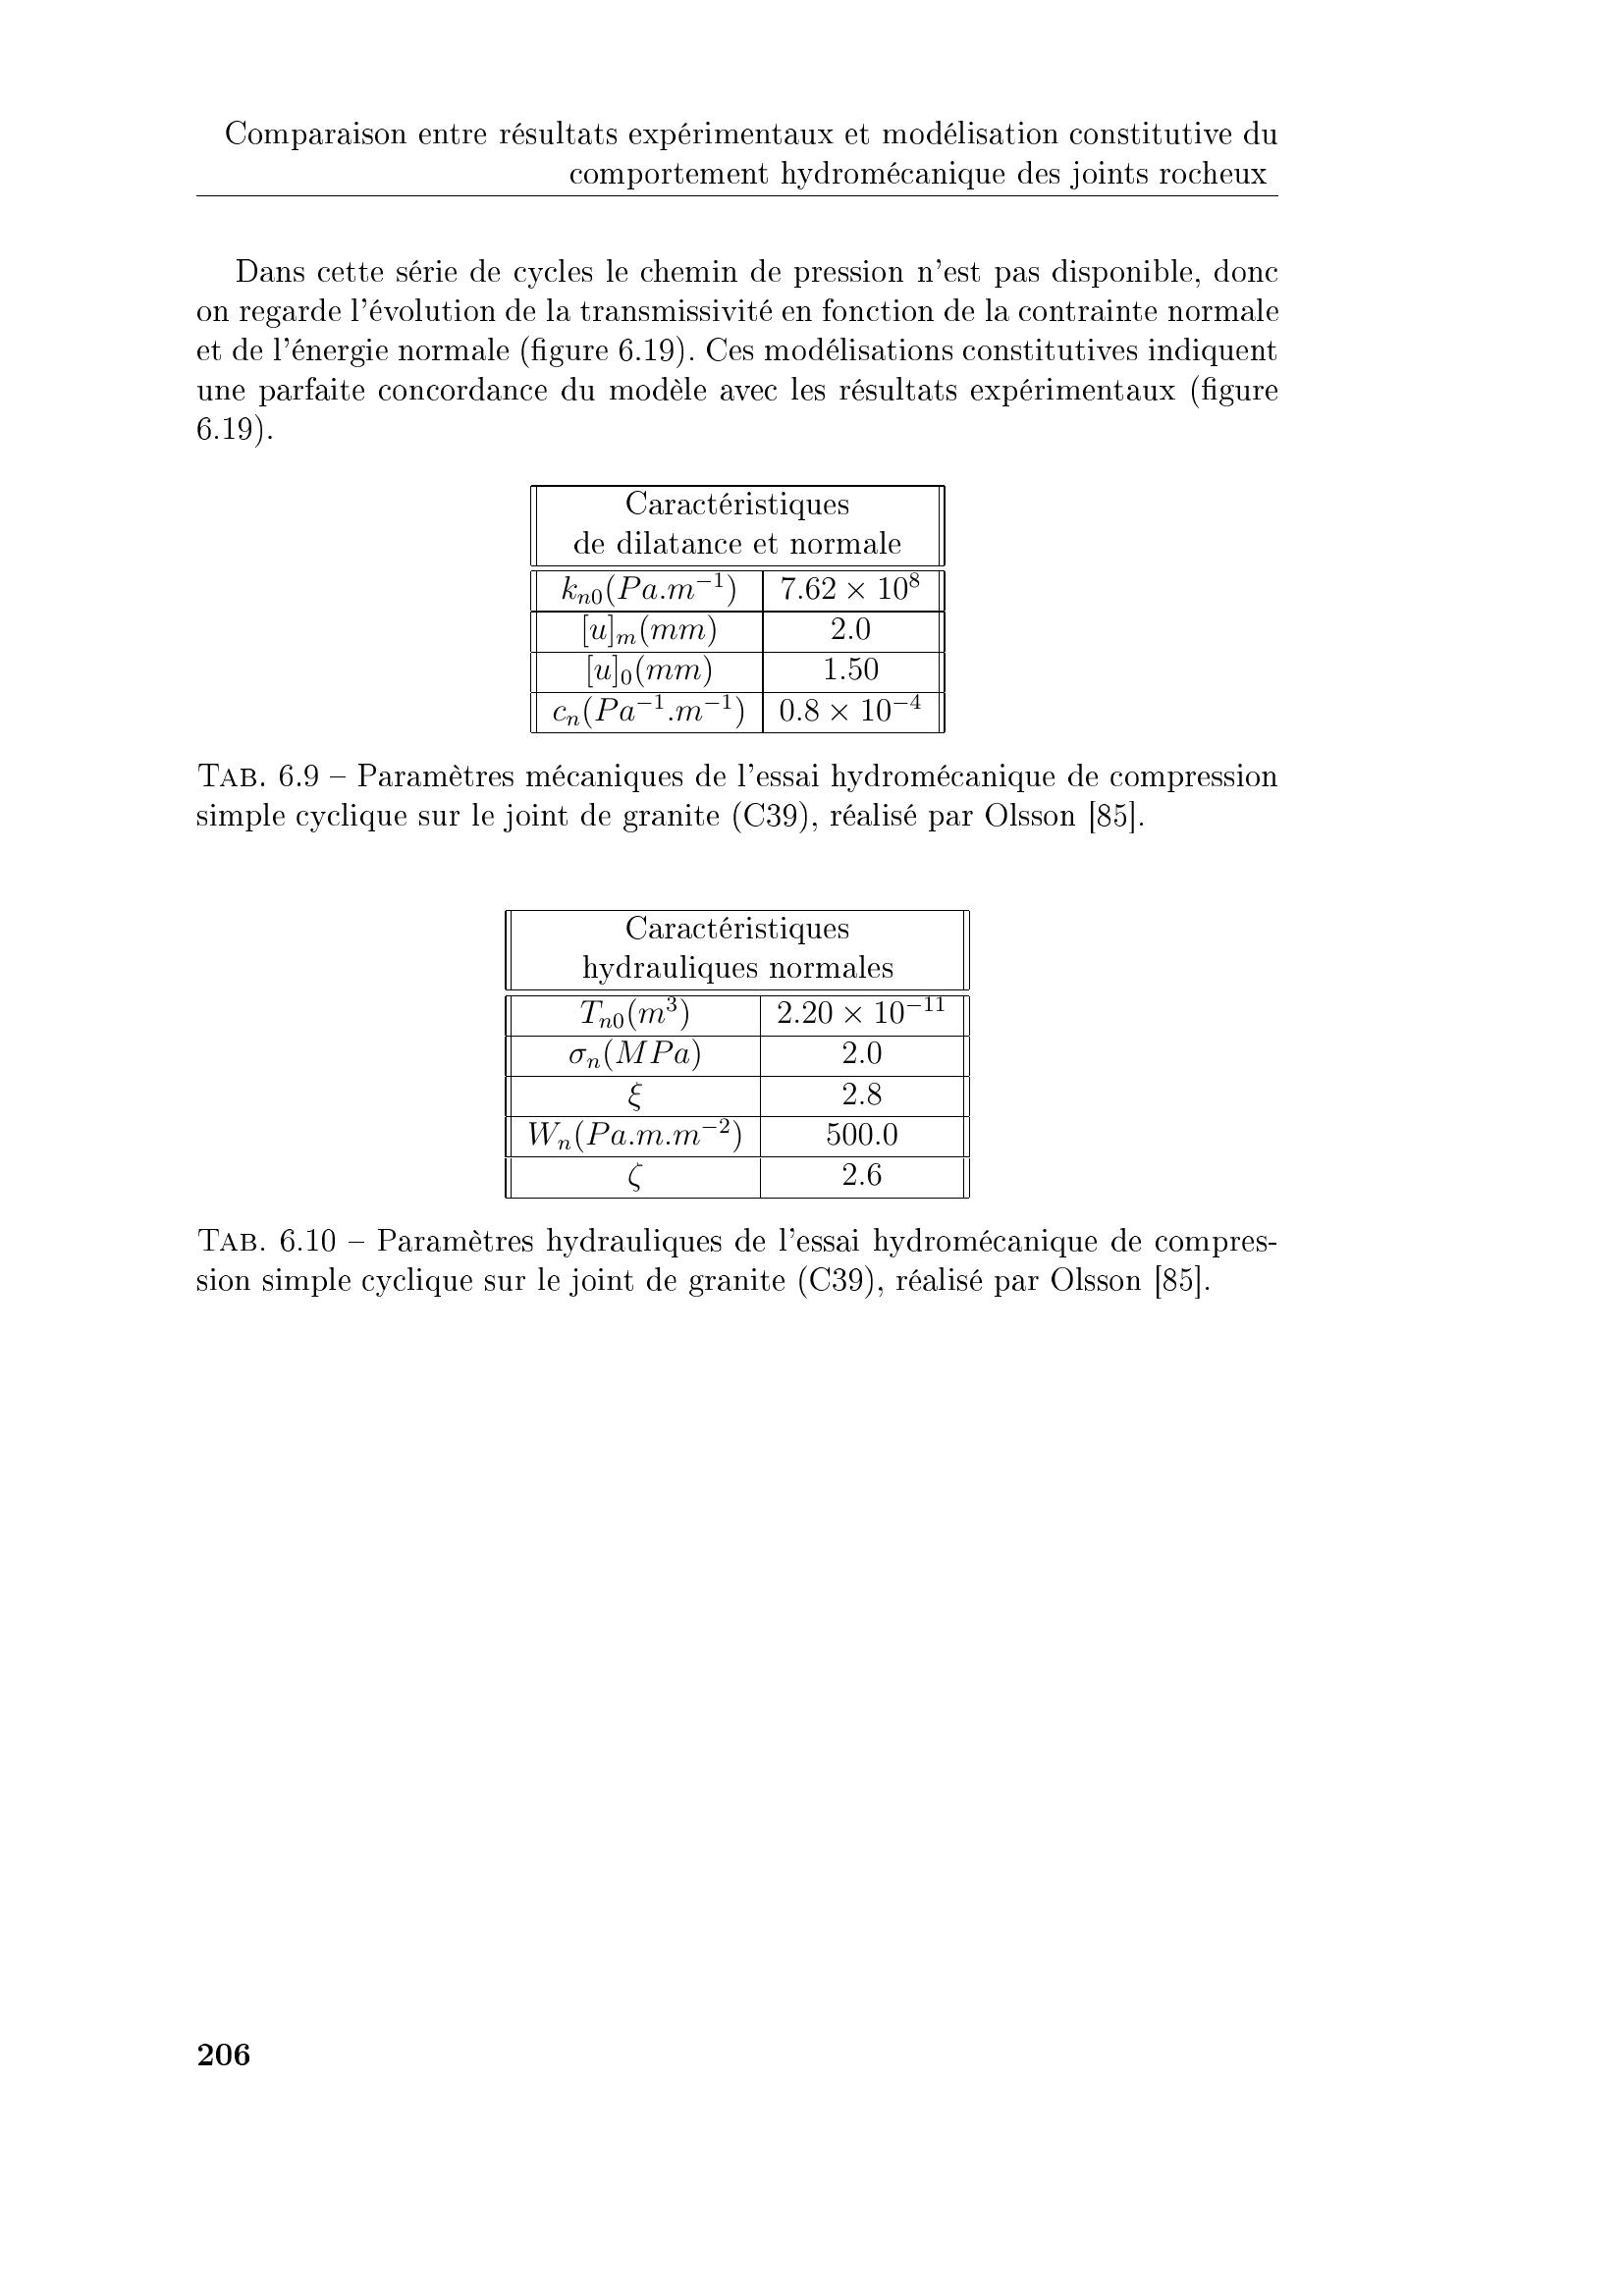 Comparaison entre résultats expérimentaux et modélisation constitutive du
comportement hydromécanique des joints rocheux
Dans cette série de cycles le chemin de pression n'est pas disponible, donc
on regarde l'évolution de la transmissivité en fonction de la contrainte normale
et de l'énergie normale (figure 6.19). Ces modélisations constitutives indiquent
une parfaite concordance du modèle avec les résultats expérimentaux (figure
6.19).
Caractéristiques
de dilatance et normale
$k_{n0}(Pa.m^{-1})$ $7.62 \times 10^{8}$
$[u]_m(mm)$ 2.0
$[u]_0(mm)$ 1.50
$c_n(Pa^{-1}.m^{-1})$ $0.8 \times 10^{-4}$
TAB. 6.9 – Paramètres mécaniques de l'essai hydromécanique de compression
simple cyclique sur le joint de granite (C39), réalisé par Olsson [85].
Caractéristiques
hydrauliques normales
$T_{n0}(m^3)$ $2.20 \times 10^{-11}$
$\sigma_n(MPa)$ 2.0
$\xi$ 2.8
$W_n(Pa.m.m^{-2})$ 500.0
$\zeta$ 2.6
TAB. 6.10 – Paramètres hydrauliques de l'essai hydromécanique de compres-
sion simple cyclique sur le joint de granite (C39), réalisé par Olsson [85].
206